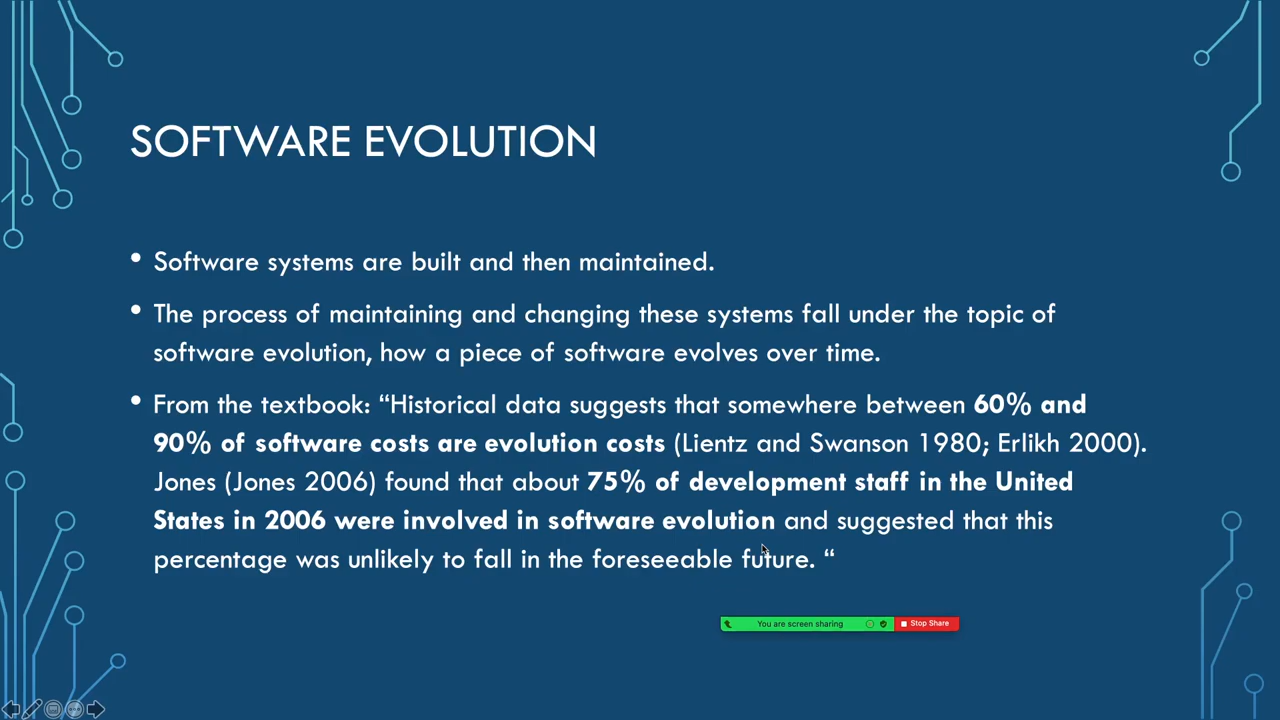 SOFTWARE EVOLUTION
• Software systems are built and then maintained.
• The process of maintaining and changing these systems fall under the topic of
software evolution, how a piece of software evolves over time.
• From the textbook: “Historical data suggests that somewhere between 60% and
90% of software costs are evolution costs (Lientz and Swanson 1980; Erlikh 2000).
Jones (Jones 2006) found that about 75% of development staff in the United
States in 2006 were involved in software evolution and suggested that this
percentage was unlikely to fall in the foreseeable future. “
You are screen sharing Stop Share